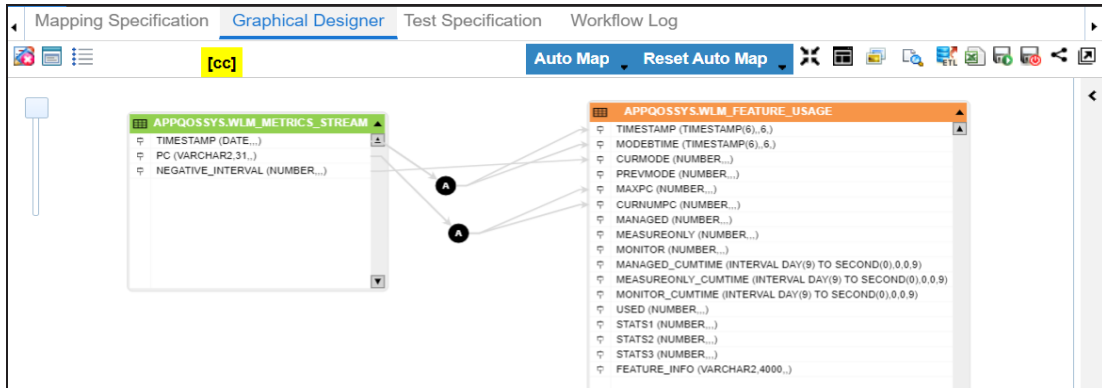 Mapping Specification Graphical Designer Test Specification Workflow Log
[cc]
Auto Map Reset Auto Map
ETL
APPQOSSYS.WLM_METRICS_STREAM
TIMESTAMP (DATE,,,)
PC (VARCHAR2,31,,)
NEGATIVE_INTERVAL (NUMBER,,,)
A
A
APPQOSSYS.WLM_FEATURE_USAGE
TIMESTAMP (TIMESTAMP(6),,6,)
MODEBTIME (TIMESTAMP(6),,6,)
CURMODE (NUMBER,,,)
PREVMODE (NUMBER,,,)
MAXPC (NUMBER,,,)
CURNUMPC (NUMBER,,,)
MANAGED (NUMBER,,,)
MEASUREONLY (NUMBER,,,)
MONITOR (NUMBER,,,)
MANAGED_CUMTIME (INTERVAL DAY(9) TO SECOND(0),0,0,9)
MEASUREONLY_CUMTIME (INTERVAL DAY(9) TO SECOND(0),0,0,9)
MONITOR_CUMTIME (INTERVAL DAY(9) TO SECOND(0),0,0,9)
USED (NUMBER,,,)
STATS1 (NUMBER,,,)
STATS2 (NUMBER,,,)
STATS3 (NUMBER,,,)
FEATURE_INFO (VARCHAR2,4000,,)